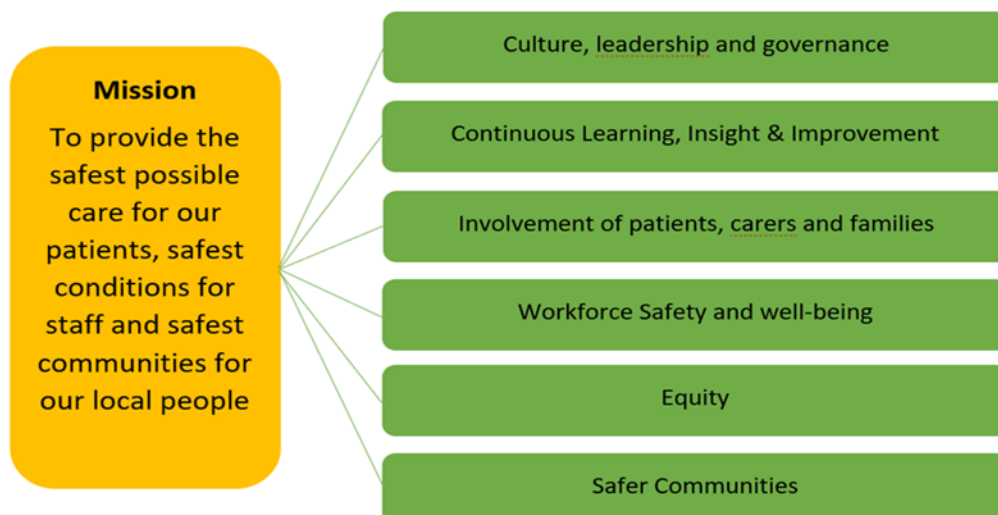 Mission
To provide the
safest possible
care for our
patients, safest
conditions for
staff and safest
communities for
our local people
Culture, leadership and governance
Continuous Learning, Insight & Improvement
Involvement of patients, carers and families
Workforce Safety and well-being
Equity
Safer Communities